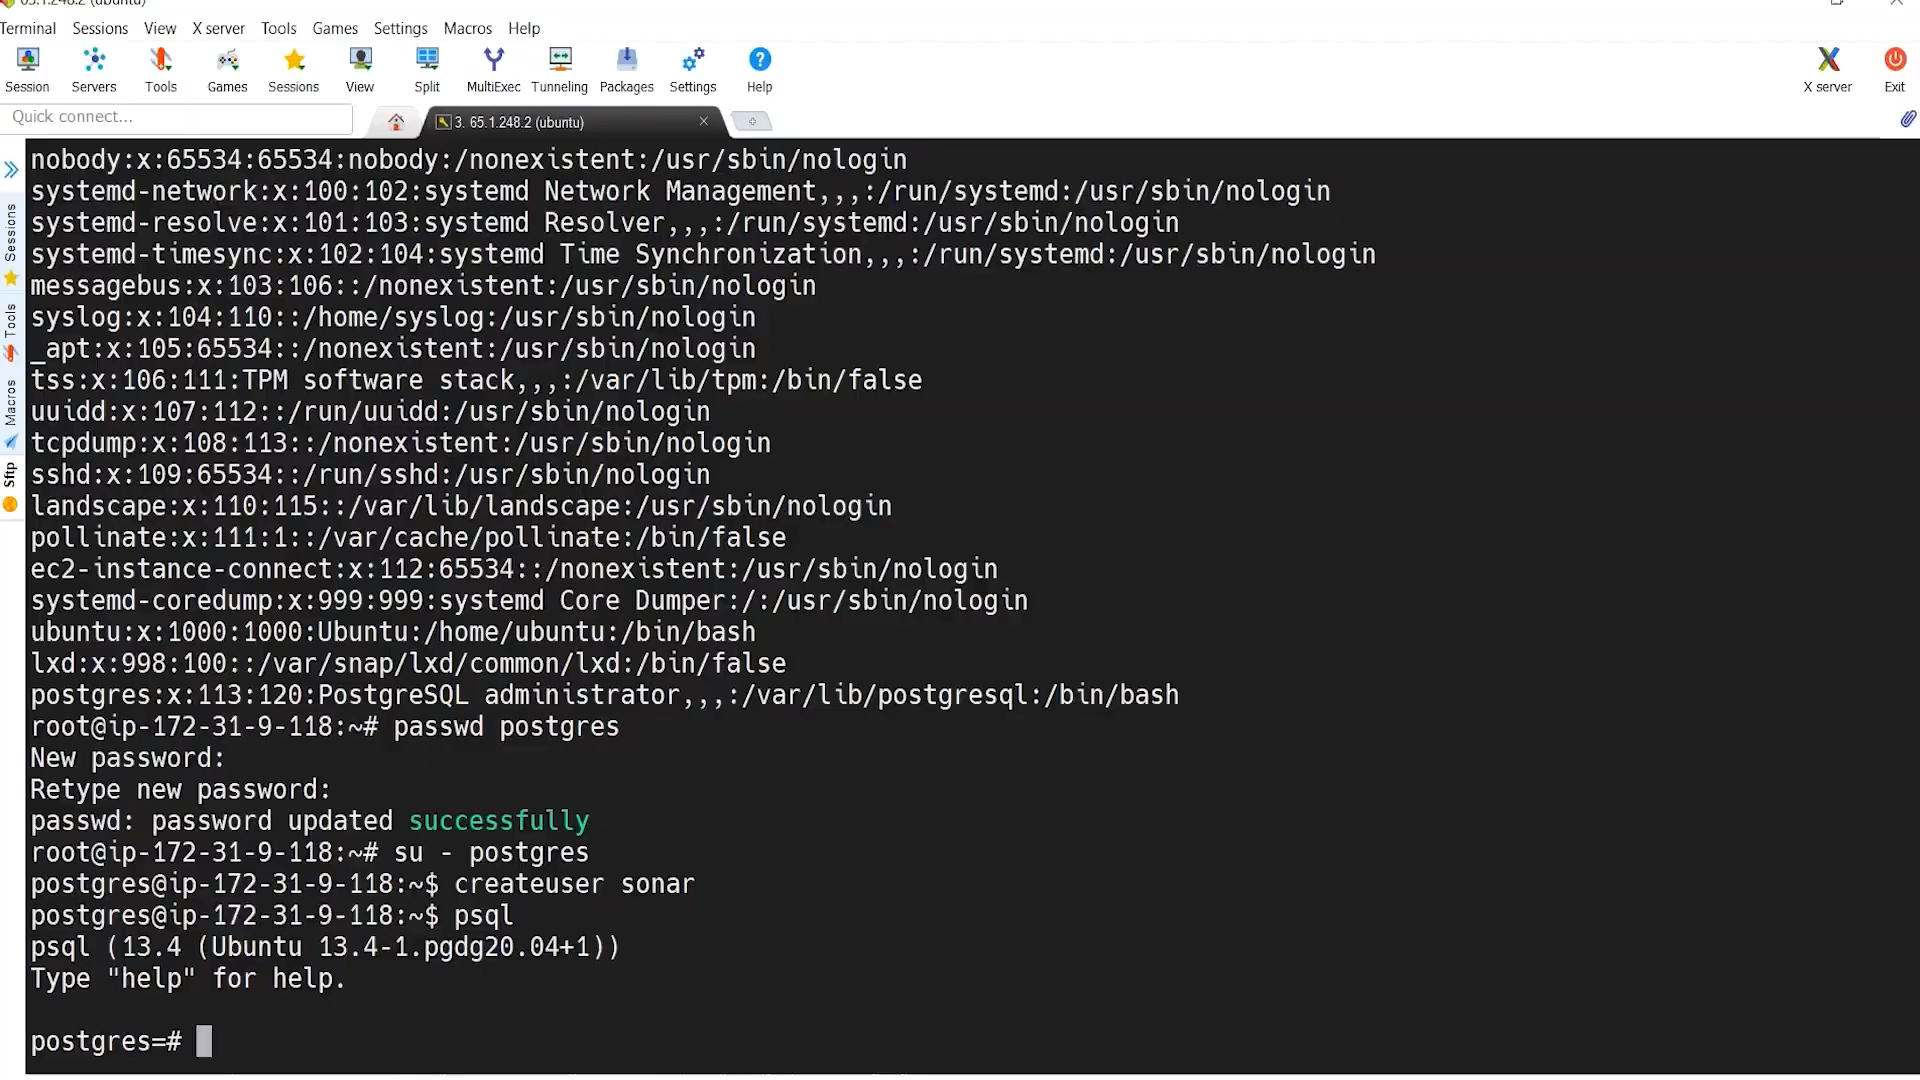 65.1.248.2 (ubuntu)
Terminal Sessions View X server Tools Games Settings Macros Help
Session Servers Tools Games Sessions View Split MultiExec Tunneling Packages Settings Help X server Exit
Quick connect...
3. 65.1.248.2 (ubuntu)
Sessions
Tools
Macros
Sftp
nobody:x:65534:65534:nobody:/nonexistent:/usr/sbin/nologin
systemd-network:x:100:102:systemd Network Management,,,:/run/systemd:/usr/sbin/nologin
systemd-resolve:x:101:103:systemd Resolver,,,:/run/systemd:/usr/sbin/nologin
systemd-timesync:x:102:104:systemd Time Synchronization,,,:/run/systemd:/usr/sbin/nologin
messagebus:x:103:106::/nonexistent:/usr/sbin/nologin
syslog:x:104:110::/home/syslog:/usr/sbin/nologin
_apt:x:105:65534::/nonexistent:/usr/sbin/nologin
tss:x:106:111:TPM software stack,,,:/var/lib/tpm:/bin/false
uuidd:x:107:112::/run/uuidd:/usr/sbin/nologin
tcpdump:x:108:113::/nonexistent:/usr/sbin/nologin
sshd:x:109:65534::/run/sshd:/usr/sbin/nologin
landscape:x:110:115::/var/lib/landscape:/usr/sbin/nologin
pollinate:x:111:1::/var/cache/pollinate:/bin/false
ec2-instance-connect:x:112:65534::/nonexistent:/usr/sbin/nologin
systemd-coredump:x:999:999:systemd Core Dumper:/:/usr/sbin/nologin
ubuntu:x:1000:1000:Ubuntu:/home/ubuntu:/bin/bash
lxd:x:998:100::/var/snap/lxd/common/lxd:/bin/false
postgres:x:113:120:PostgreSQL administrator,,,:/var/lib/postgresql:/bin/bash
root@ip-172-31-9-118:~# passwd postgres
New password:
Retype new password:
passwd: password updated successfully
root@ip-172-31-9-118:~# su - postgres
postgres@ip-172-31-9-118:~$ createuser sonar
postgres@ip-172-31-9-118:~$ psql
psql (13.4 (Ubuntu 13.4-1.pgdg20.04+1))
Type "help" for help.
postgres=#